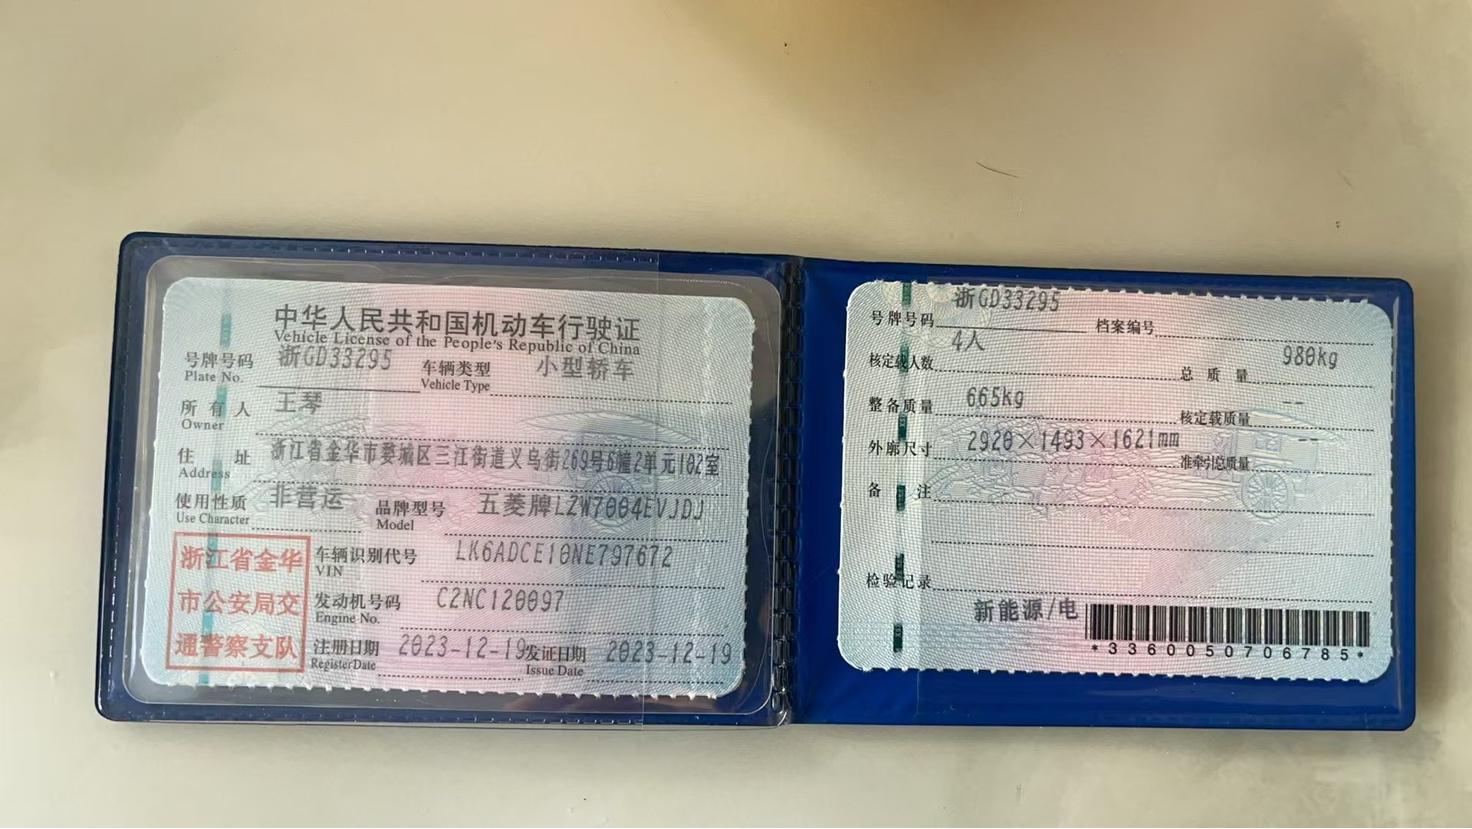 中华人民共和国机动车行驶证
Vehicle License of the People's Republic of China
号牌号码 浙GD33295 车辆类型 小型轿车
Plate No. Vehicle Type
所有人 王琴
Owner
住址 浙江省金华市婺城区三江街道义乌街269号6幢2单元102室
Address
使用性质 非营运 品牌型号 五菱牌LZW7004EVJDJ
Use Character Model
浙江省金华
市公安局交
通警察支队
车辆识别代号 LK6ADCE10NE797672
VIN
发动机号码 C2NC120097
Engine No.
注册日期 2023-12-19 发证日期 2023-12-19
Register Date Issue Date
号牌号码 浙GD33295 档案编号
核定载人数 4人 总质量 980kg
整备质量 665kg 核定载质量 --
外廓尺寸 2920×1493×1621mm 准牵引总质量 --
备注
检验记录
新能源/电
*3360050706785*